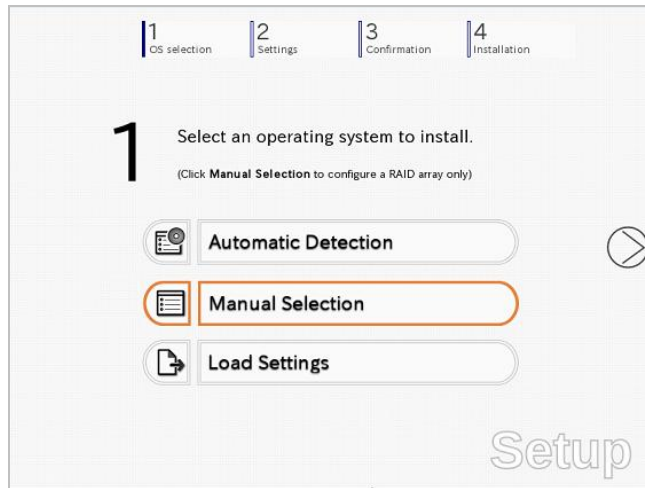 1
OS selection
2
Settings
3
Confirmation
4
Installation
1
Select an operating system to install.
(Click Manual Selection to configure a RAID array only)
Automatic Detection
Manual Selection
Load Settings
Setup